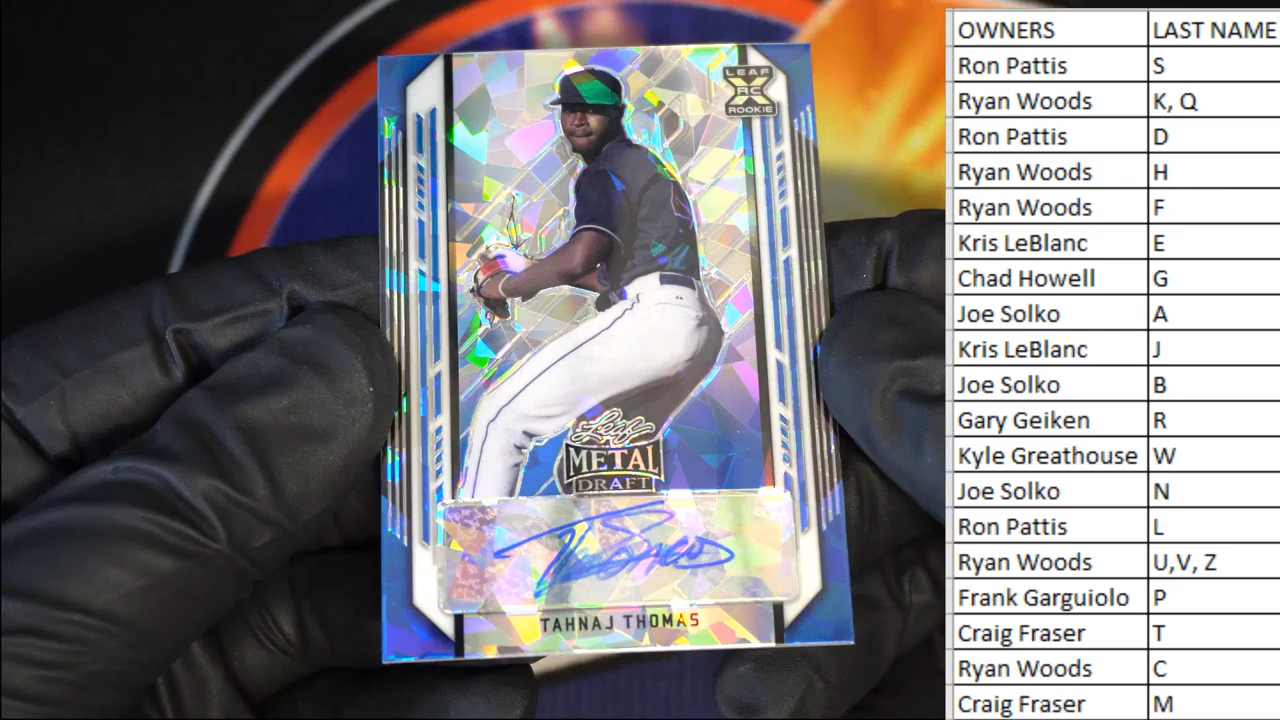 LEAF
X
RC
ROOKIE
Leaf
METAL
DRAFT
TAHNAJ THOMAS
OWNERS LAST NAME
Ron Pattis S
Ryan Woods K, Q
Ron Pattis D
Ryan Woods H
Ryan Woods F
Kris LeBlanc E
Chad Howell G
Joe Solko A
Kris LeBlanc J
Joe Solko B
Gary Geiken R
Kyle Greathouse W
Joe Solko N
Ron Pattis L
Ryan Woods U,V, Z
Frank Garguiolo P
Craig Fraser T
Ryan Woods C
Craig Fraser M